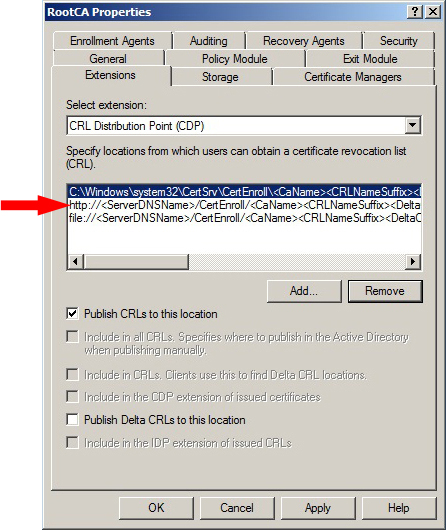 RootCA Properties
Enrollment Agents Auditing Recovery Agents Security
General Policy Module Exit Module
Extensions Storage Certificate Managers
Select extension:
CRL Distribution Point (CDP)
Specify locations from which users can obtain a certificate revocation list
(CRL).
C:\Windows\system32\CertSrv\CertEnroll\<CaName><CRLNameSuffix><D
http://<ServerDNSName>/CertEnroll/<CaName><CRLNameSuffix><Delta
file://<ServerDNSName>/CertEnroll/<CaName><CRLNameSuffix><DeltaC
Add... Remove
Publish CRLs to this location
Include in all CRLs. Specifies where to publish in the Active Directory
when publishing manually.
Include in CRLs. Clients use this to find Delta CRL locations.
Include in the CDP extension of issued certificates
Publish Delta CRLs to this location
Include in the IDP extension of issued CRLs
OK Cancel Apply Help